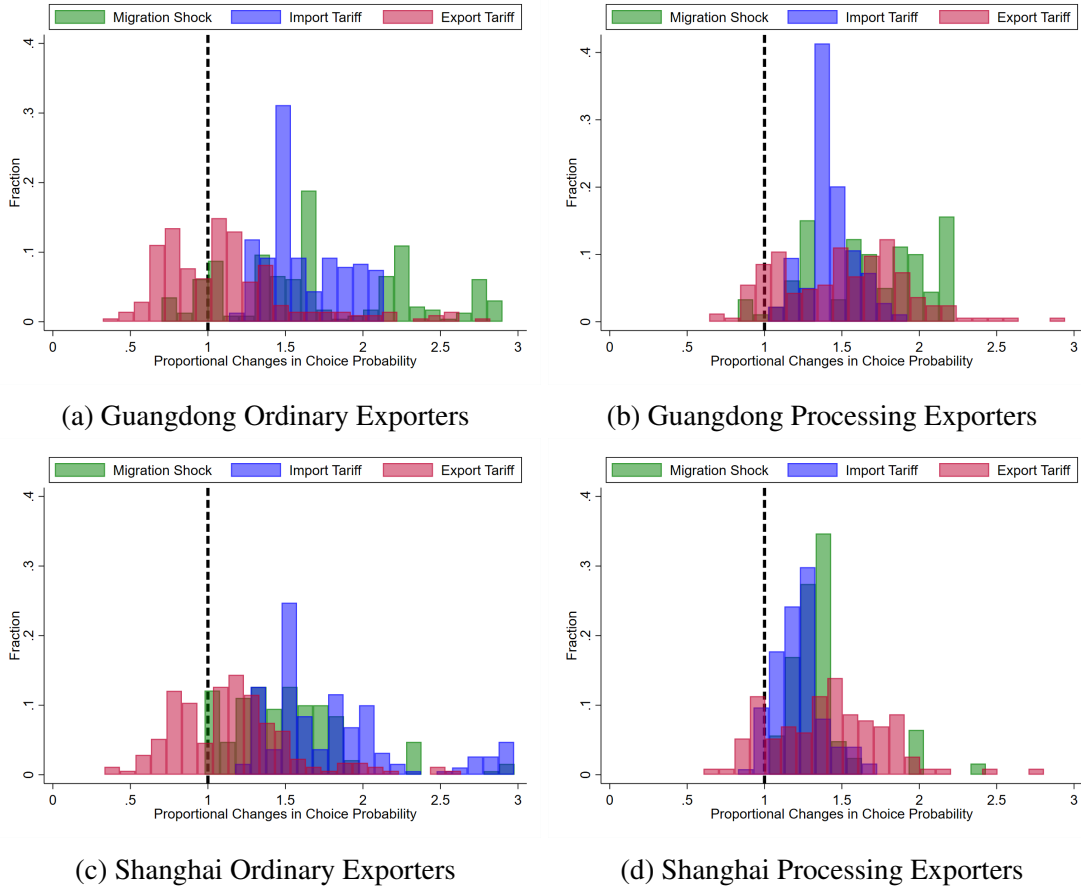 Migration Shock Import Tariff Export Tariff
Fraction
0 .1 .2 .3 .4
0 .5 1 1.5 2 2.5 3
Proportional Changes in Choice Probability
(a) Guangdong Ordinary Exporters
Migration Shock Import Tariff Export Tariff
Fraction
0 .1 .2 .3 .4
0 .5 1 1.5 2 2.5 3
Proportional Changes in Choice Probability
(b) Guangdong Processing Exporters
Migration Shock Import Tariff Export Tariff
Fraction
0 .1 .2 .3 .4
0 .5 1 1.5 2 2.5 3
Proportional Changes in Choice Probability
(c) Shanghai Ordinary Exporters
Migration Shock Import Tariff Export Tariff
Fraction
0 .1 .2 .3 .4
0 .5 1 1.5 2 2.5 3
Proportional Changes in Choice Probability
(d) Shanghai Processing Exporters